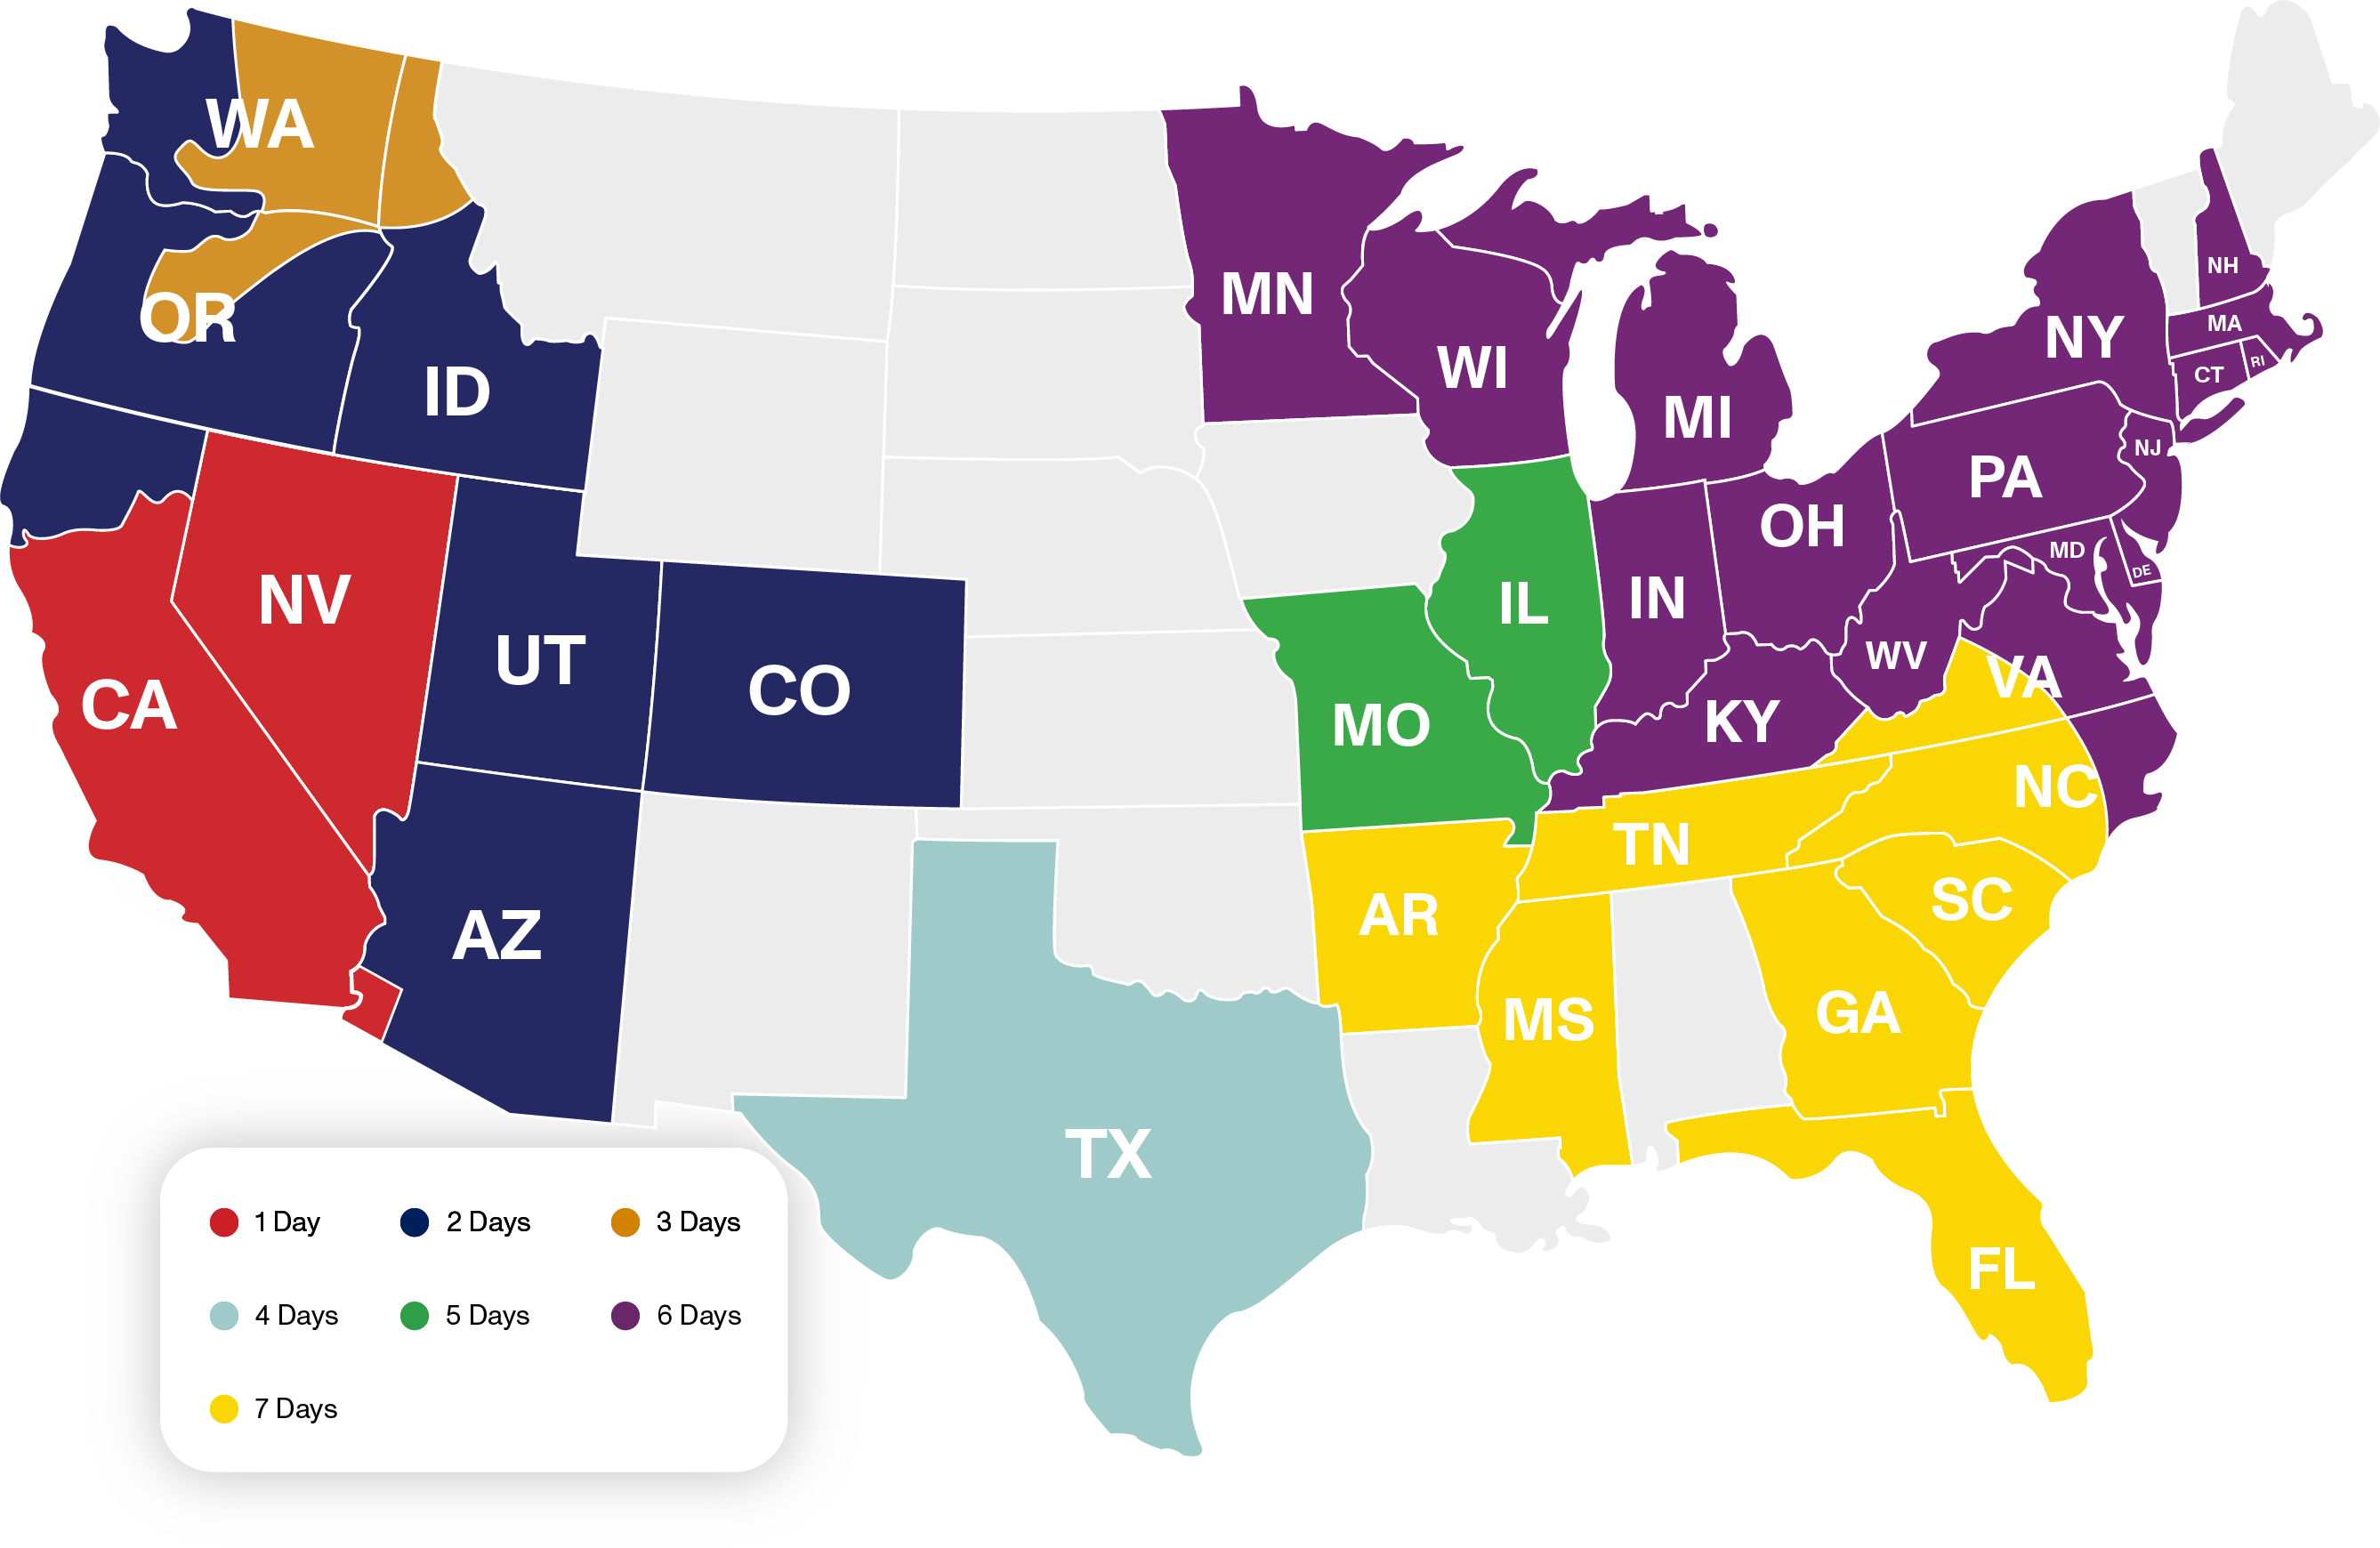 WA
OR
ID
NV
CA
UT
CO
AZ
TX
MN
WI
MI
IL
IN
OH
MO
KY
WV
VA
PA
NY
NJ
NH
MA
CT
RI
MD
DE
NC
TN
SC
AR
MS
GA
FL
1 Day
2 Days
3 Days
4 Days
5 Days
6 Days
7 Days